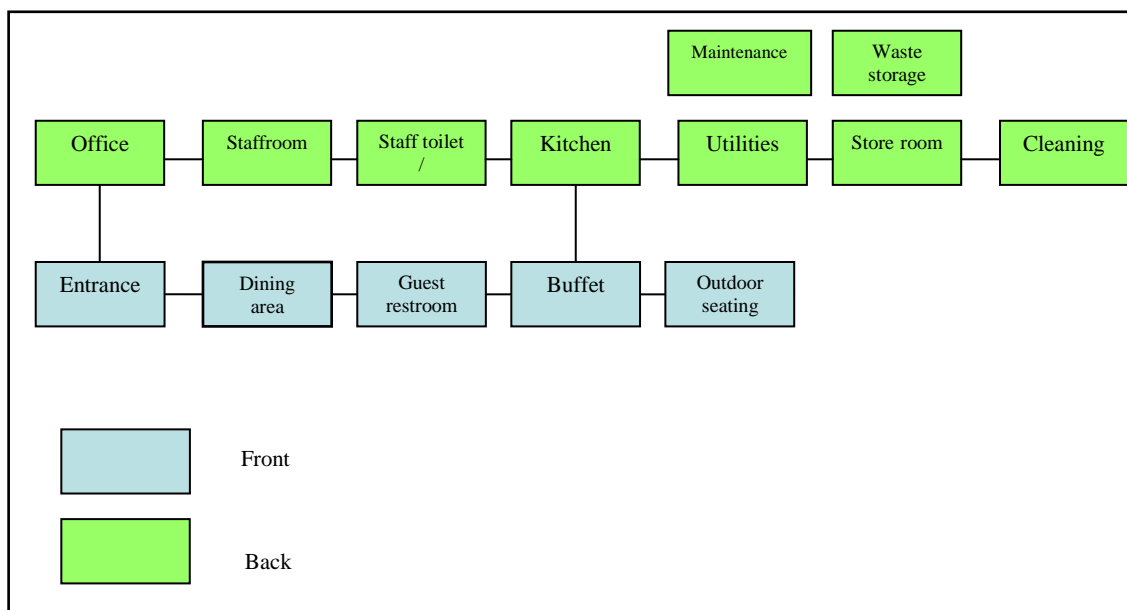 Maintenance
Waste
storage
Office
Staffroom
Staff toilet
/
Kitchen
Utilities
Store room
Cleaning
Entrance
Dining
area
Guest
restroom
Buffet
Outdoor
seating
Front
Back